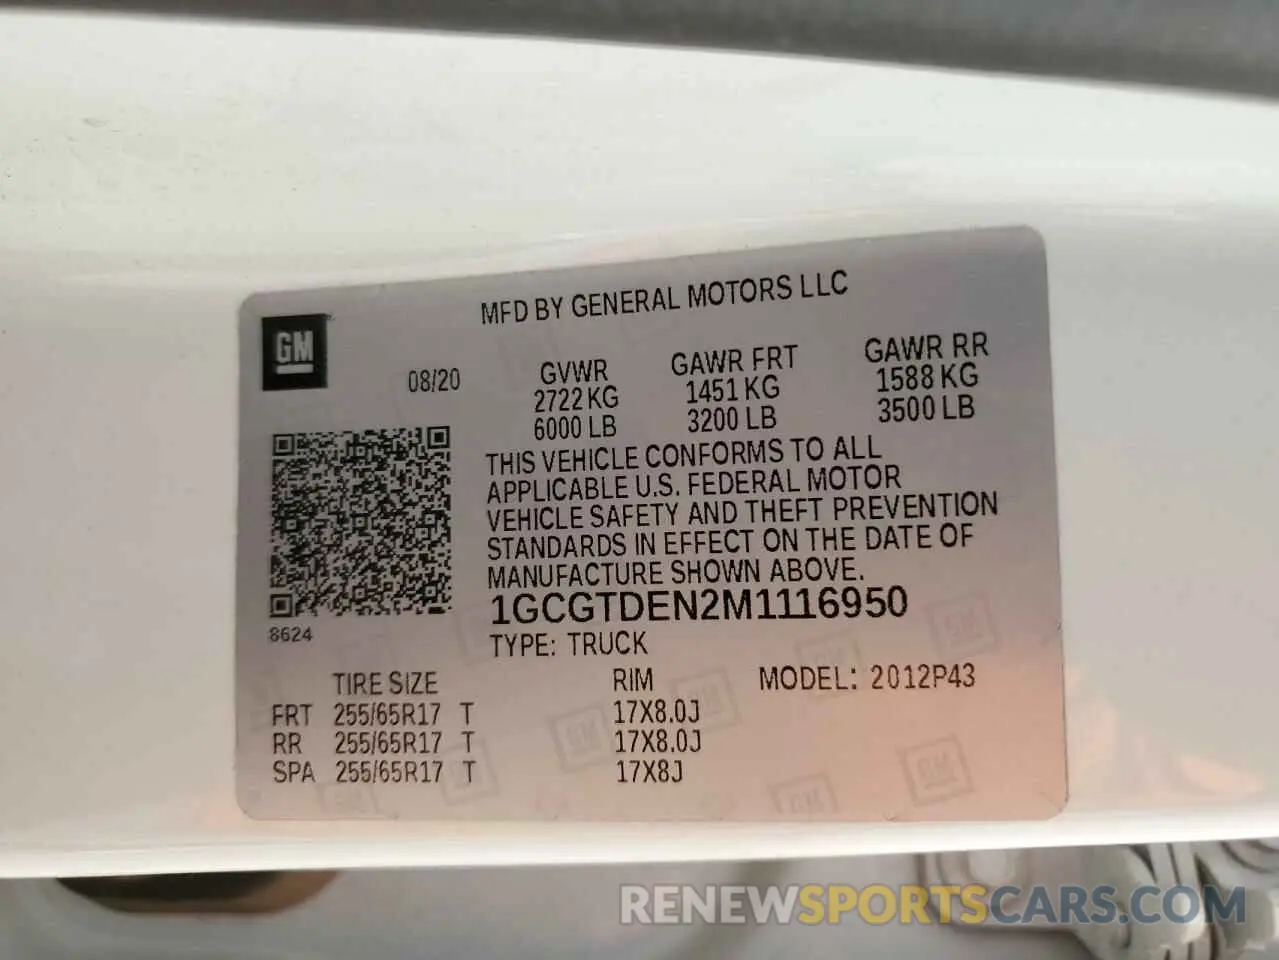 MFD BY GENERAL MOTORS LLC
GM
08/20
GVWR GAWR FRT GAWR RR
2722 KG 1451 KG 1588 KG
6000 LB 3200 LB 3500 LB
THIS VEHICLE CONFORMS TO ALL
APPLICABLE U.S. FEDERAL MOTOR
VEHICLE SAFETY AND THEFT PREVENTION
STANDARDS IN EFFECT ON THE DATE OF
MANUFACTURE SHOWN ABOVE.
1GCGTDEN2M1116950
8624
TYPE: TRUCK
TIRE SIZE RIM MODEL: 2012P43
FRT 255/65R17 T 17X8.0J
RR 255/65R17 T 17X8.0J
SPA 255/65R17 T 17X8J
RENEWSPORTSCARS.COM